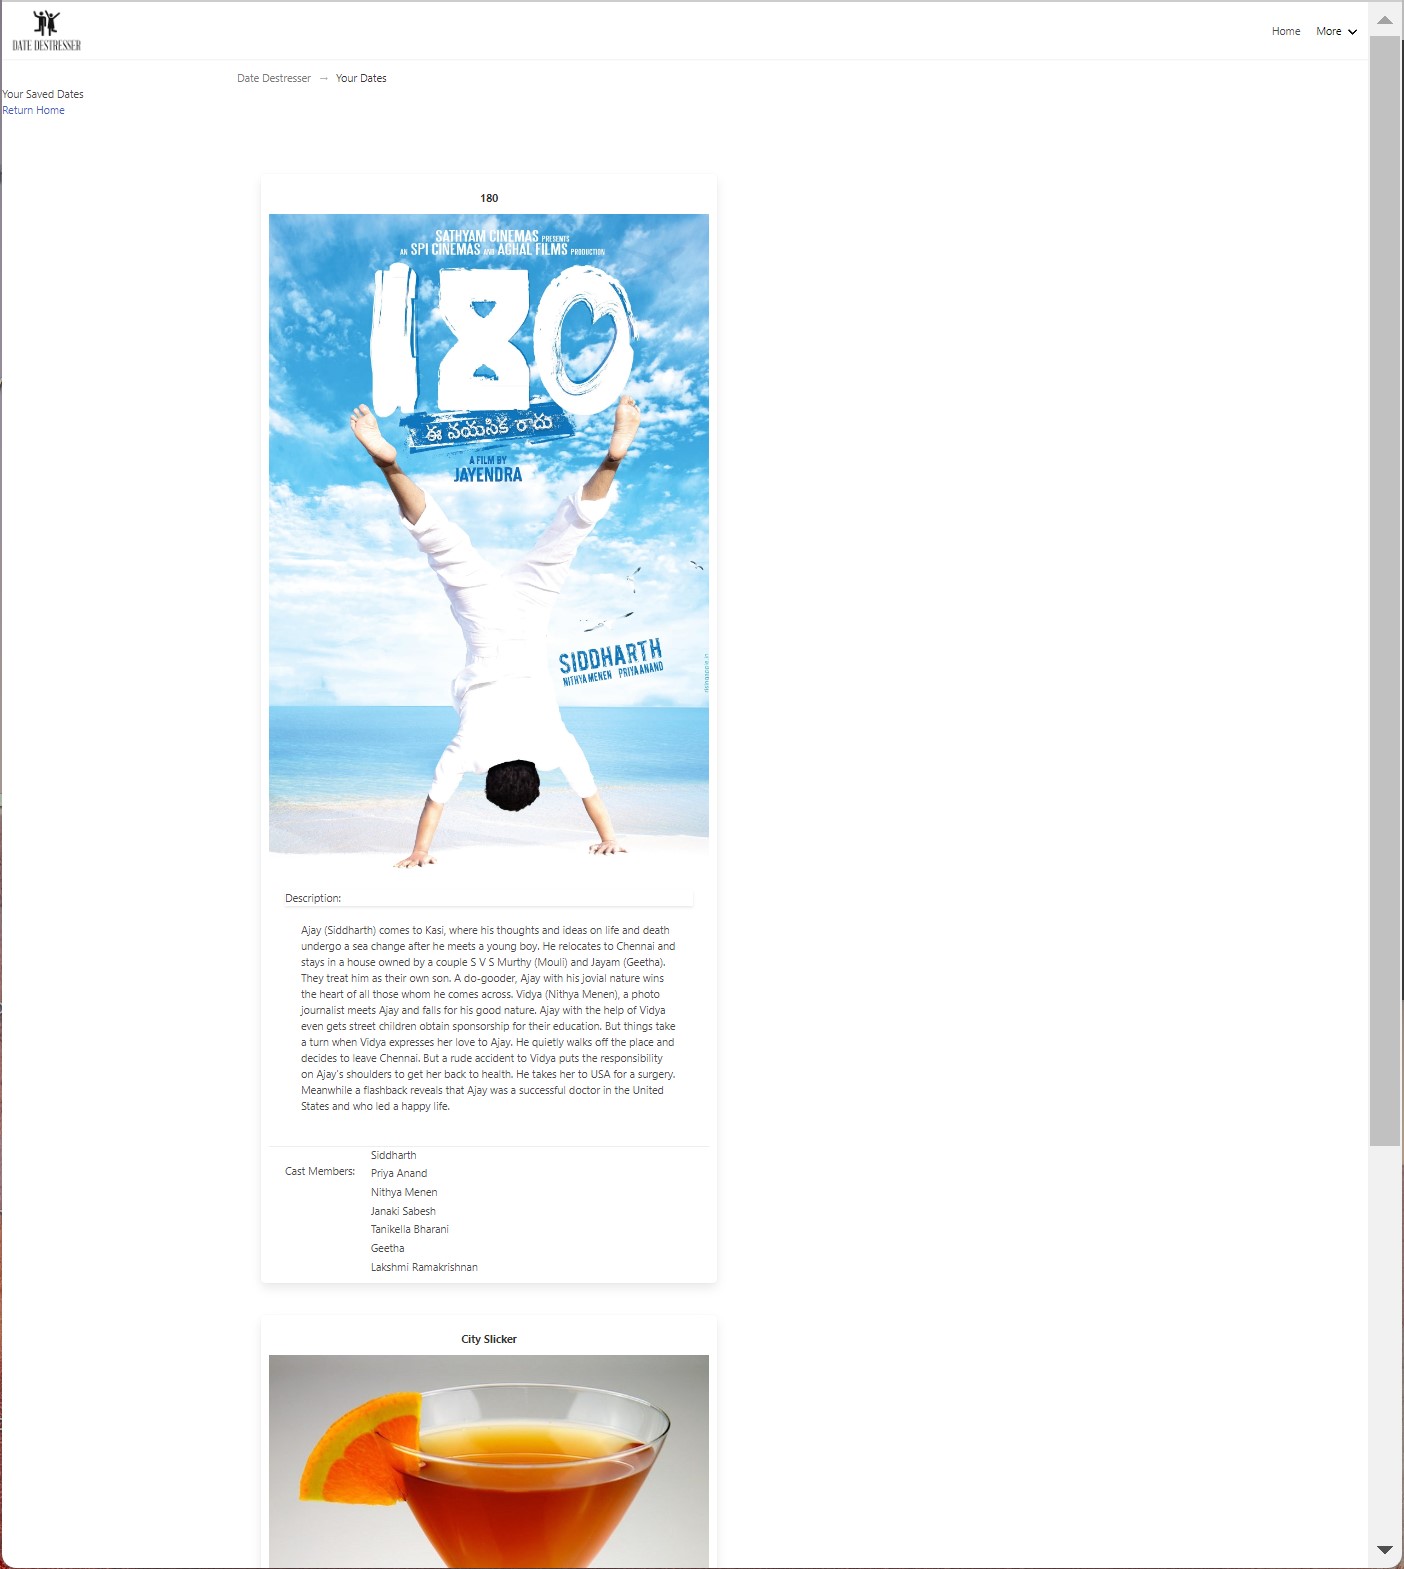 DATE DESTRESSER
Home
More
Date Destresser → Your Dates
Your Saved Dates
Return Home
180
SATHYAM CINEMAS PRESENTS
AN SPI CINEMAS AND AGHAL FILMS PRODUCTION
180
ఈ వయసిక రాదు
A FILM BY
JAYENDRA
SIDDHARTH
NITHYA MENEN PRIYA ANAND
Description:
Ajay (Siddharth) comes to Kasi, where his thoughts and ideas on life and death
undergo a sea change after he meets a young boy. He relocates to Chennai and
stays in a house owned by a couple S V S Murthy (Mouli) and Jayam (Geetha).
They treat him as their own son. A do-gooder, Ajay with his jovial nature wins
the heart of all those whom he comes across. Vidya (Nithya Menen), a photo
journalist meets Ajay and falls for his good nature. Ajay with the help of Vidya
even gets street children obtain sponsorship for their education. But things take
a turn when Vidya expresses her love to Ajay. He quietly walks off the place and
decides to leave Chennai. But a rude accident to Vidya puts the responsibility
on Ajay's shoulders to get her back to health. He takes her to USA for a surgery.
Meanwhile a flashback reveals that Ajay was a successful doctor in the United
States and who led a happy life.
Cast Members:
Siddharth
Priya Anand
Nithya Menen
Janaki Sabesh
Tanikella Bharani
Geetha
Lakshmi Ramakrishnan
City Slicker